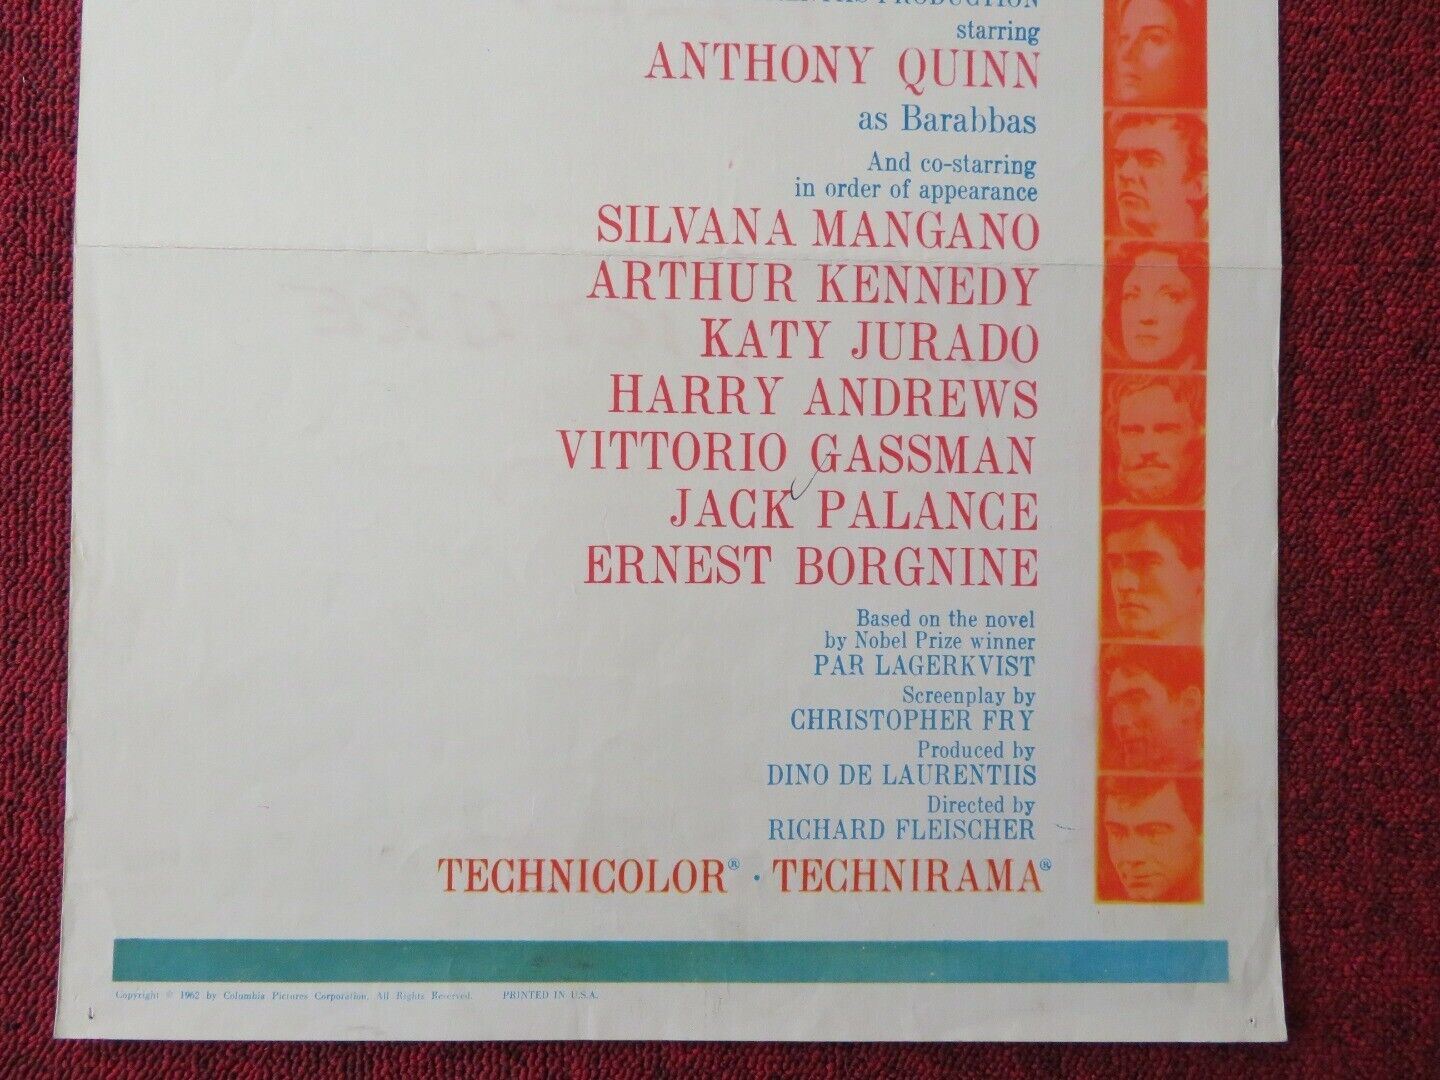 PRODUCTION
starring
ANTHONY QUINN
as Barabbas
And co-starring
in order of appearance
SILVANA MANGANO
ARTHUR KENNEDY
KATY JURADO
HARRY ANDREWS
VITTORIO GASSMAN
JACK PALANCE
ERNEST BORGNINE
Based on the novel
by Nobel Prize winner
PAR LAGERKVIST
Screenplay by
CHRISTOPHER FRY
Produced by
DINO DE LAURENTIIS
Directed by
RICHARD FLEISCHER
TECHNICOLOR® · TECHNIRAMA®
Copyright © 1962 by Columbia Pictures Corporation. All Rights Reserved. PRINTED IN U.S.A.